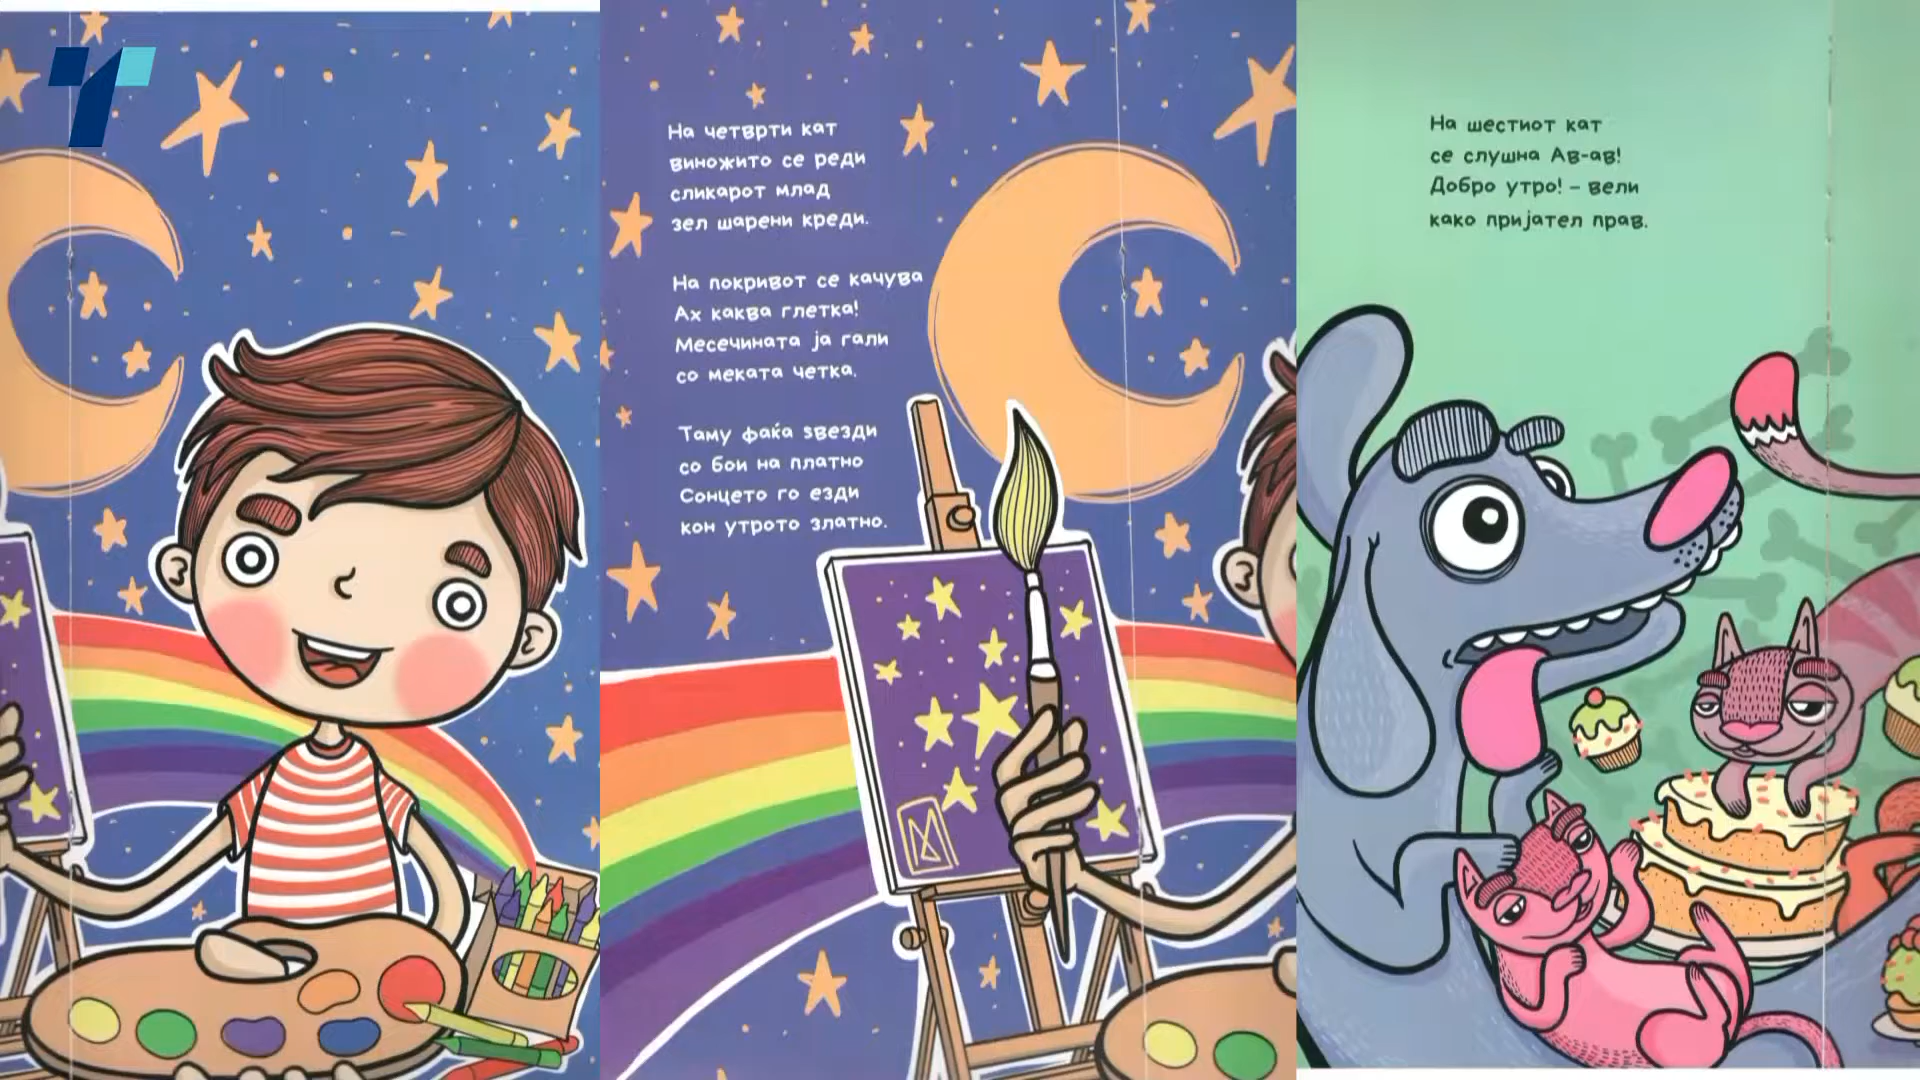 На четврти кат
виножито се реди
сликарот млад
зел шарени креди.
На покривот се качува
Ах каква глетка!
Месечината ја гали
со меката четка.
Таму фаќа ѕвезди
со бои на платно
Сонцето го езди
кон утрото златно.
На шестиот кат
се слушна Ав-ав!
Добро утро! – вели
како пријател прав.